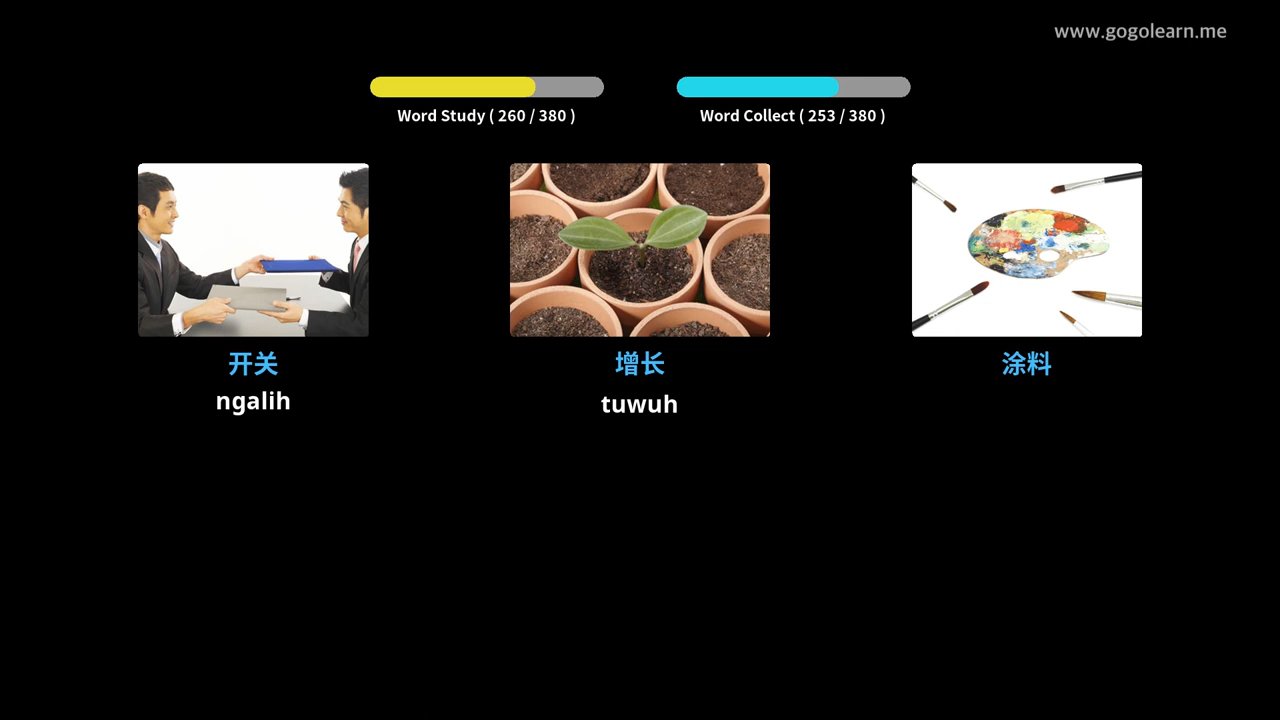 www.gogolearn.me
Word Study ( 260 / 380 )
Word Collect ( 253 / 380 )
开关
ngalih
增长
tuwuh
涂料